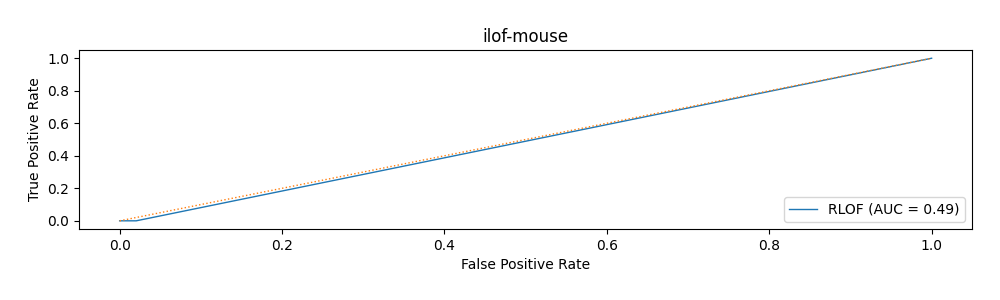 ilof-mouse
True Positive Rate
1.0
0.8
0.6
0.4
0.2
0.0
RLOF (AUC = 0.49)
0.0 0.2 0.4 0.6 0.8 1.0
False Positive Rate